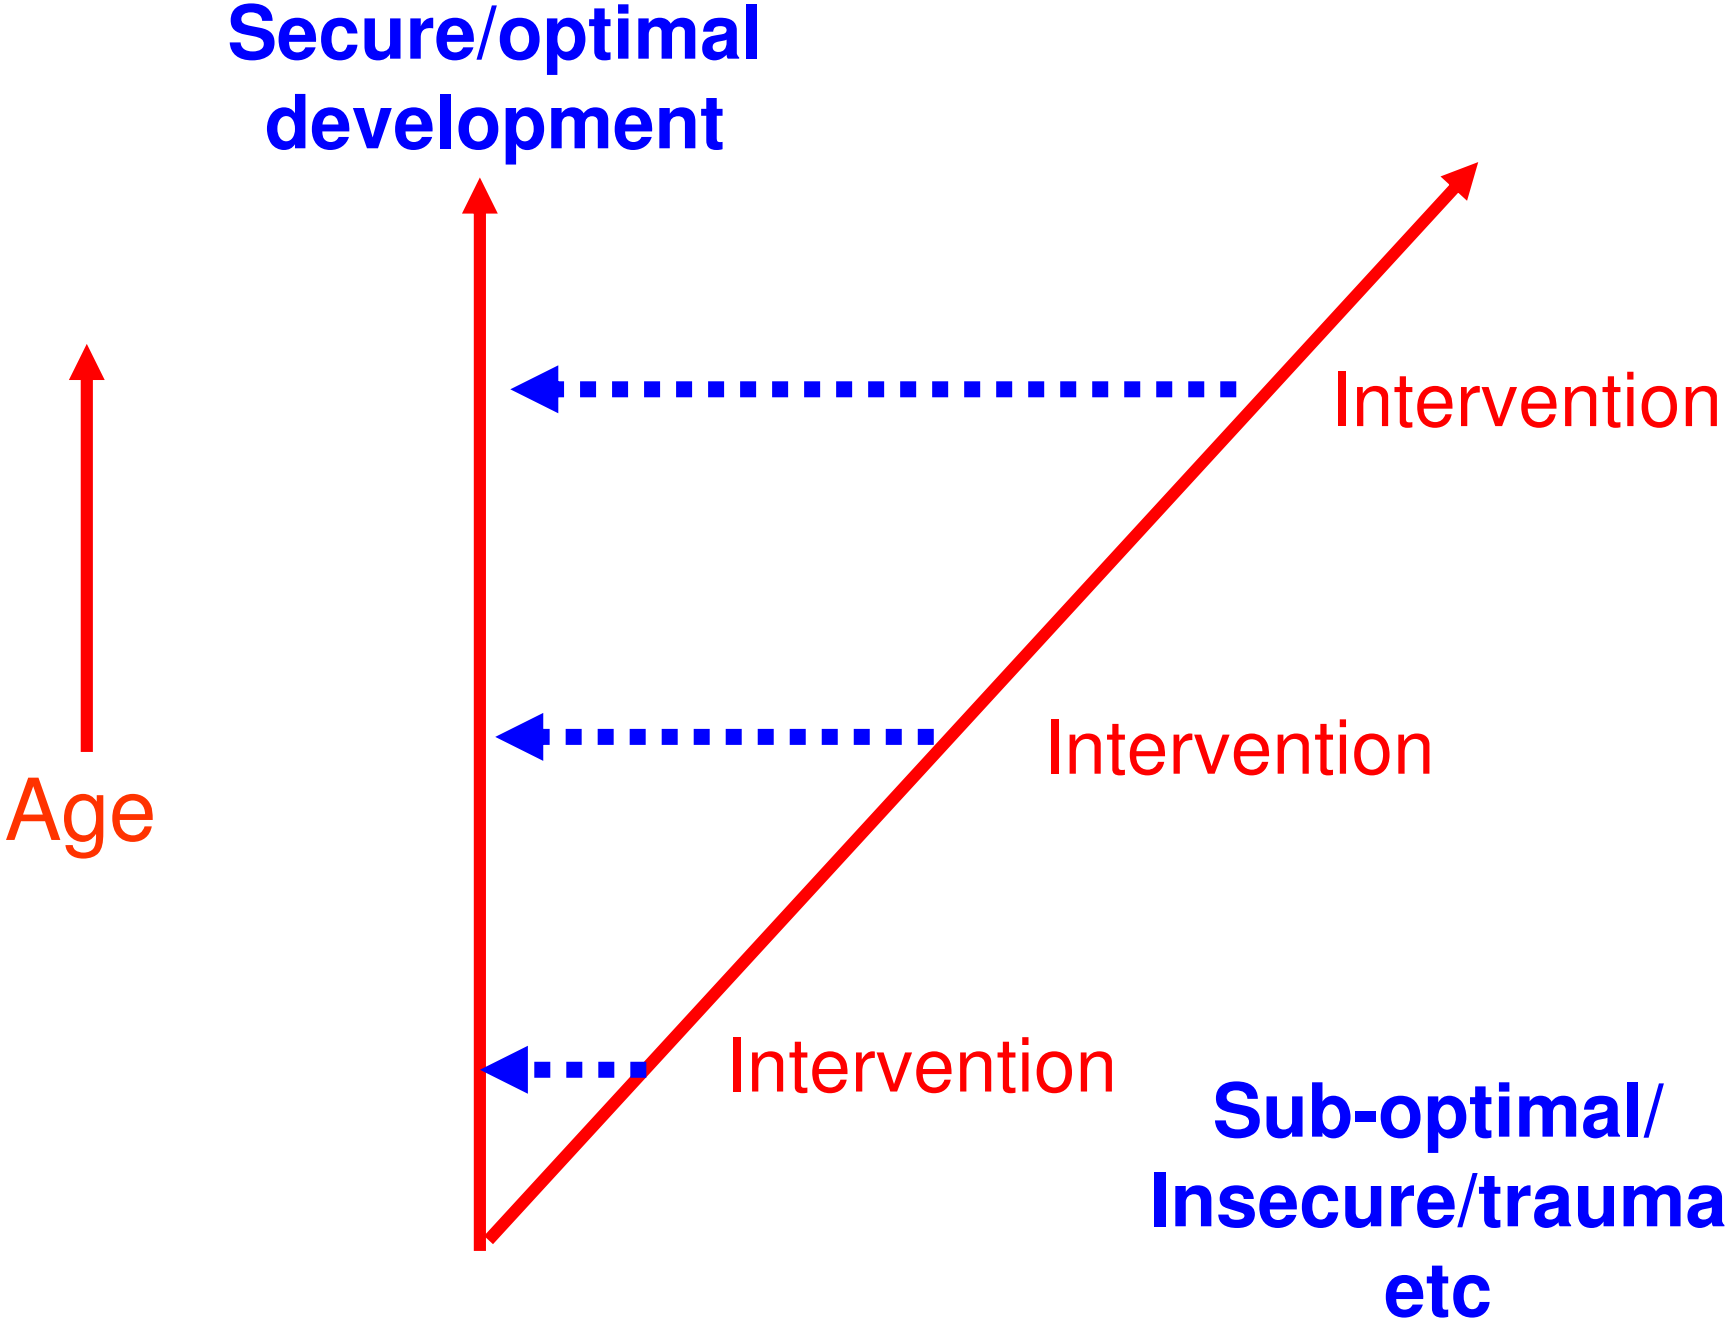 Secure/optimal
development
Intervention
Intervention
Age
Intervention
Sub-optimal/
Insecure/trauma
etc